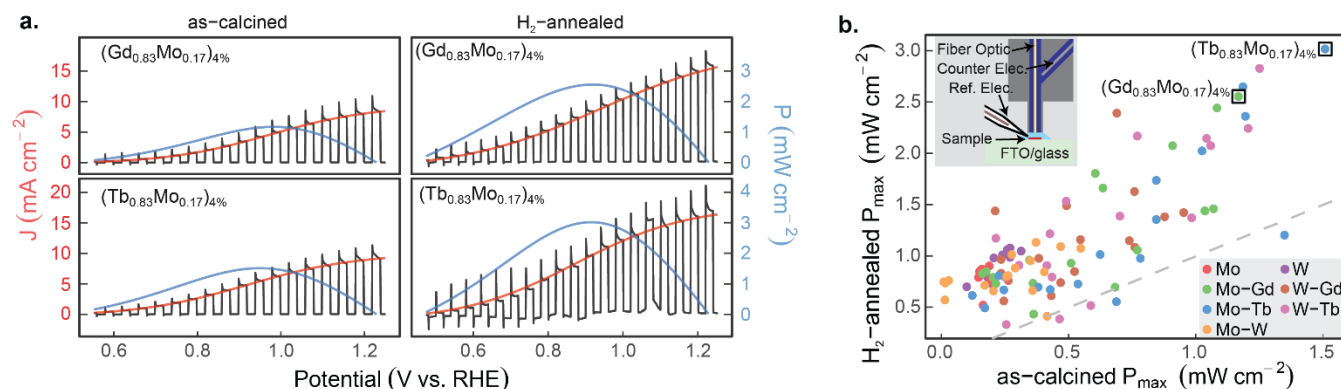 a.
as−calcined
H₂−annealed
(Gd₀.₈₃Mo₀.₁₇)₄%
(Gd₀.₈₃Mo₀.₁₇)₄%
15
10
5
0
3
2
1
0
(Tb₀.₈₃Mo₀.₁₇)₄%
(Tb₀.₈₃Mo₀.₁₇)₄%
20
15
10
5
0
4
3
2
1
0
J (mA cm⁻²)
P (mW cm⁻²)
0.6 0.8 1.0 1.2
0.6 0.8 1.0 1.2
Potential (V vs. RHE)
b.
H₂−annealed Pₘₐₓ (mW cm⁻²)
3.0
2.5
2.0
1.5
1.0
0.5
Fiber Optic
Counter Elec.
Ref. Elec.
Sample
FTO/glass
(Tb₀.₈₃Mo₀.₁₇)₄%
(Gd₀.₈₃Mo₀.₁₇)₄%
Mo
Mo−Gd
Mo−Tb
Mo−W
W
W−Gd
W−Tb
0.0 0.5 1.0 1.5
as−calcined Pₘₐₓ (mW cm⁻²)